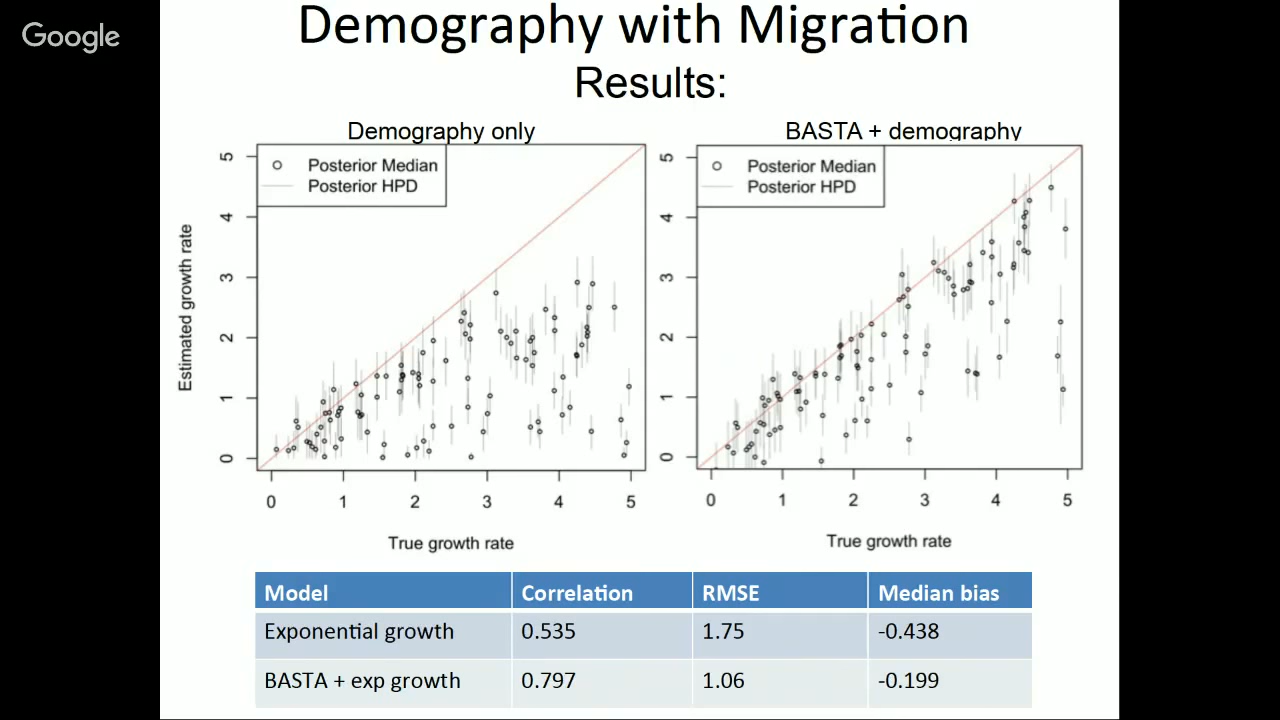 Google
Demography with Migration
Results:
Demography only
5
4
3
2
1
0
Estimated growth rate
Posterior Median
Posterior HPD
0 1 2 3 4 5
True growth rate
BASTA + demography
5
4
3
2
1
0
Posterior Median
Posterior HPD
0 1 2 3 4 5
True growth rate
Model Correlation RMSE Median bias
Exponential growth 0.535 1.75 -0.438
BASTA + exp growth 0.797 1.06 -0.199